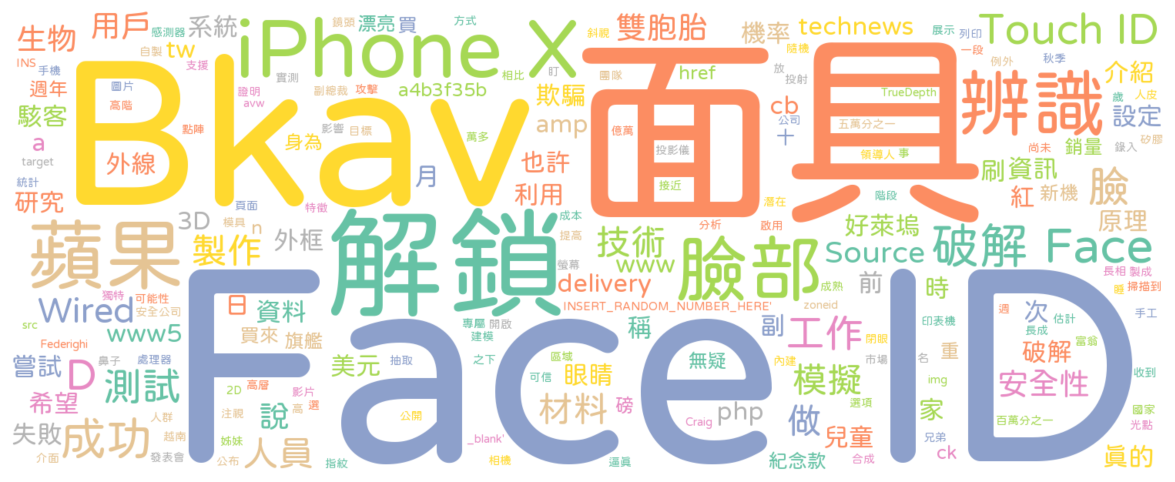 生物 用戶 感測器 系統 鏡頭 漂亮 買 方式 斜視 雙胞胎 機率 technews 展示 列印 Touch ID
INS 手機 自製 tw 支援 iPhone X 實測 相比 盯 團隊 href 放 隨機 一段 例外 秋季
週年 圖片 高階 證明 avw 副總裁 攻擊 a4b3f35b 欺騙 投射 TrueDepth 歲 介紹 人皮
駭客 點陣 Bkav 身為 影響 目標 萬多 amp 面具 億萬 cb 公司 五萬分之一 辨識 設定
a target 外線 月 也許 投影儀 十 領導人 事 尚未 銷量 錄入 矽膠
統計 研究 頁面 特徵 利用 接近 潛在 階段 刷 資訊 紅 新機 臉
3D 模具 n 外框 成本 提高 技術 分析 啟用 好萊塢 原理
蘋果 製作 解鎖 螢幕 www 臉部 Source 破解 Face 長相 製成
獨特 可能性 日 delivery 成熟 前 時 掃描到
Wired 安全公司 資料 INSERT_RANDOM_NUMBER_HERE' zoneid 次 週 估計 手工
src www5 買來 旗艦 專屬 開啟 建模 稱 副 工作 閉眼 印表機 長成 富翁
Federighi 鼻子 處理器 美元 抽取 之下 區域 無疑 內建 市場 名 重 破解 收到
嘗試 D 測試 2D 高層 影片 可信 眼睛 模擬 選項 img 安全性
希望 人群 注視 高 選 說 公開 材料 磅 Craig php 做 家 百萬分之一 國家 光點
失敗 成功 越南 姊妹 Face ID _blank' 兒童 兄弟
介面 發表會 公布 人員 指紋 相機 逼真 紀念款 合成 ck 真的